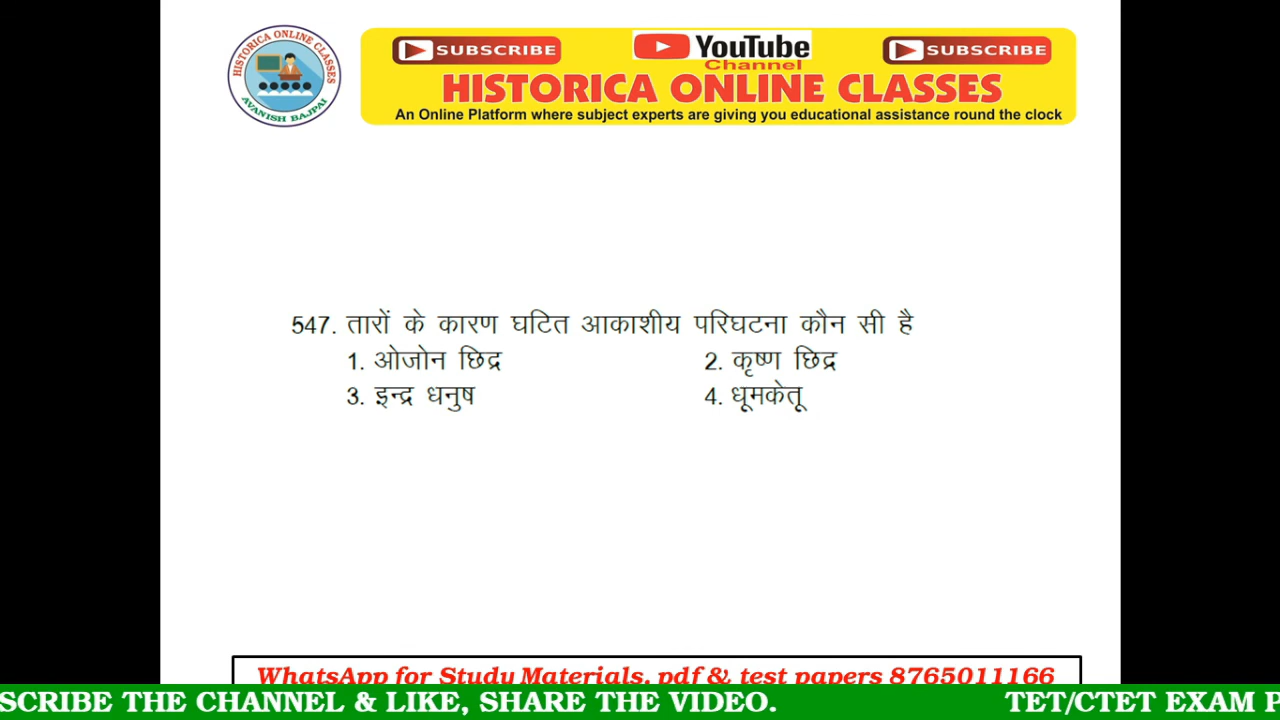 HISTORICA ONLINE CLASSES
AVANISH BAJPAI
SUBSCRIBE
YouTube
SUBSCRIBE
Channel
HISTORICA ONLINE CLASSES
An Online Platform where subject experts are giving you educational assistance round the clock
547. तारों के कारण घटित आकाशीय परिघटना कौन सी है
1. ओजोन छिद्र 2. कृष्ण छिद्र
3. इन्द्र धनुष 4. धूमकेतू
WhatsApp for Study Materials, pdf & test papers 8765011166
SCRIBE THE CHANNEL & LIKE, SHARE THE VIDEO. TET/CTET EXAM P